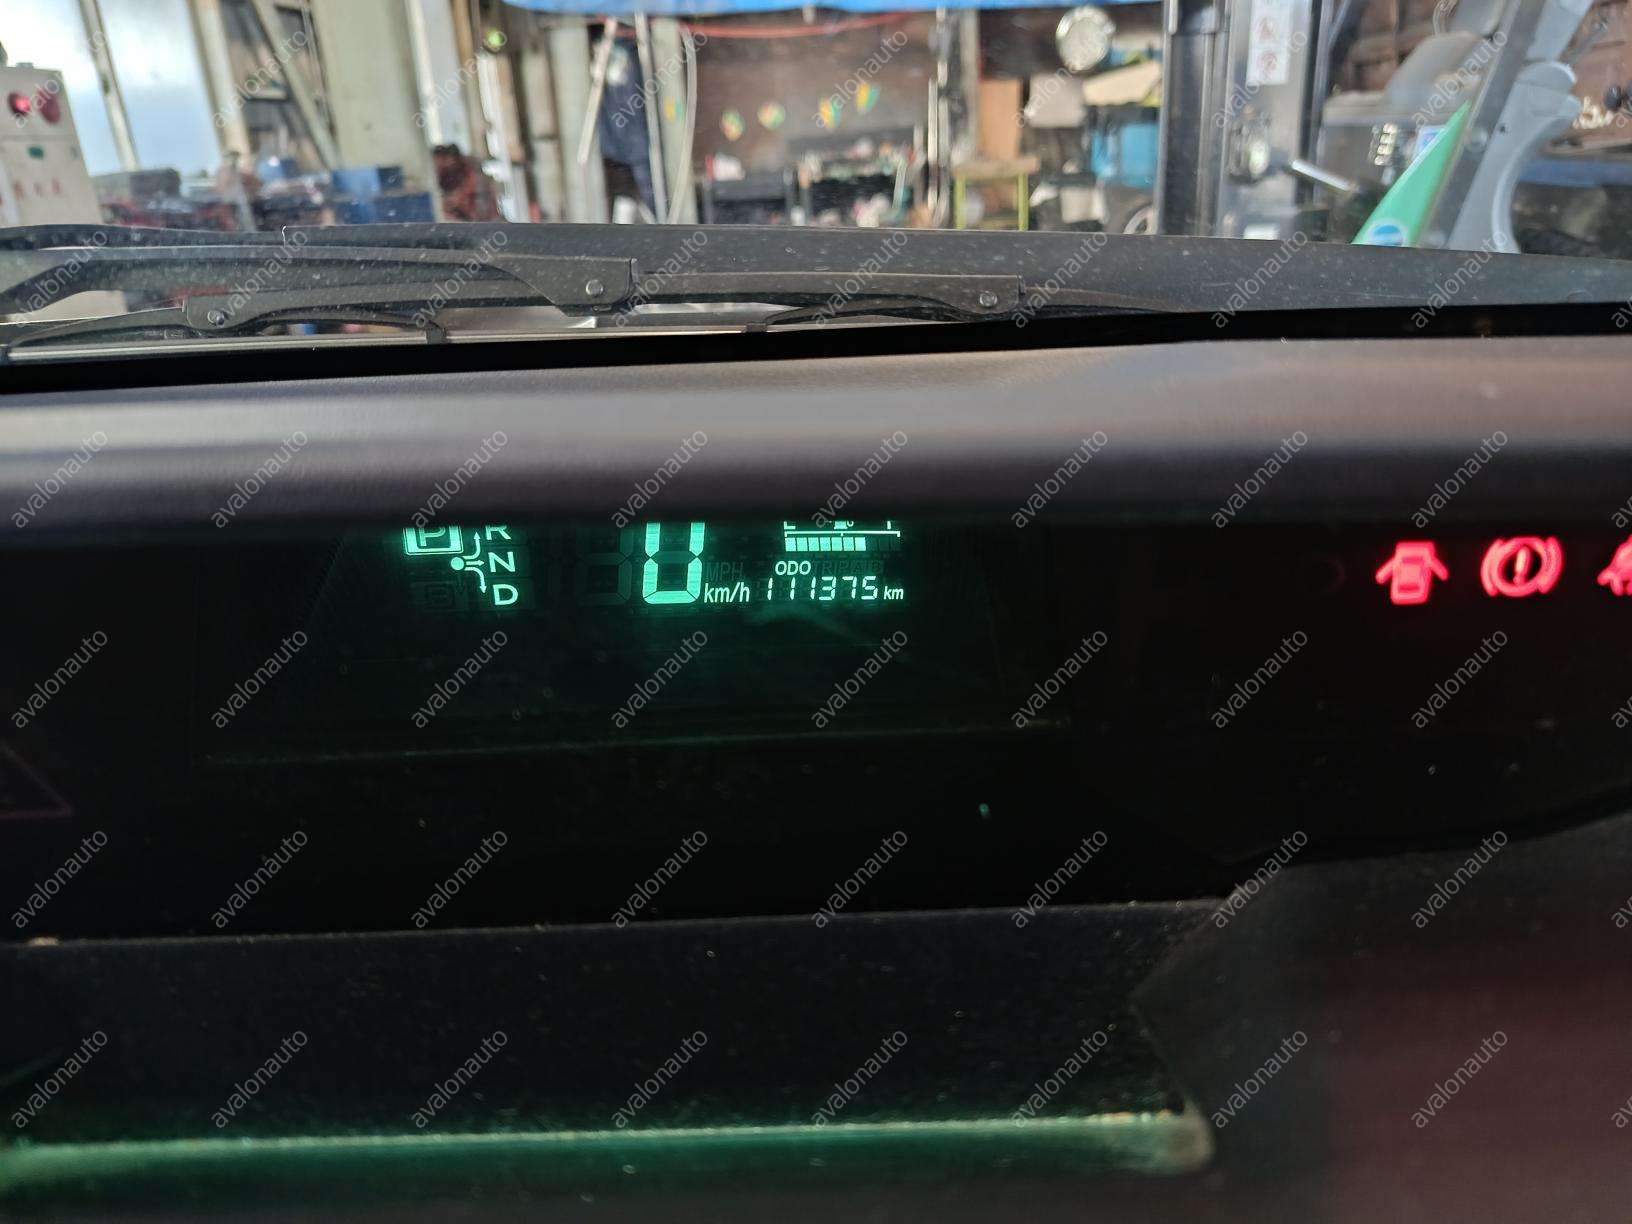 P R
N
D
0 km/h
MPH
ODO TRIP A B
111375 km
avalonauto